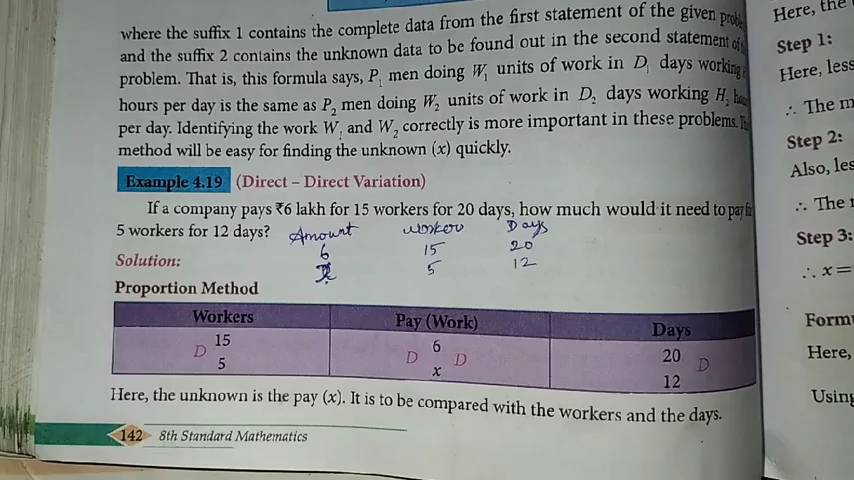 where the suffix 1 contains the complete data from the first statement of the given
and the suffix 2 contains the unknown data to be found out in the second statement of
problem. That is, this formula says, P₁ men doing W₁ units of work in D₁ days working
hours per day is the same as P₂ men doing W₂ units of work in D₂ days working H₂
per day. Identifying the work W₁ and W₂ correctly is more important in these problems.
method will be easy for finding the unknown (x) quickly.
Example 4.19 (Direct – Direct Variation)
If a company pays ₹6 lakh for 15 workers for 20 days, how much would it need to pay
5 workers for 12 days?
Amount workers Days
6 15 20
x 5 12
Solution:
Proportion Method
Workers Pay (Work) Days
15 6 20
D D D D
5 x 12
Here, the unknown is the pay (x). It is to be compared with the workers and the days.
142 8th Standard Mathematics
Here, the
Step 1:
Here, less
∴ The
Step 2:
Also, les
∴ The
Step 3:
∴ x =
Here,
Using